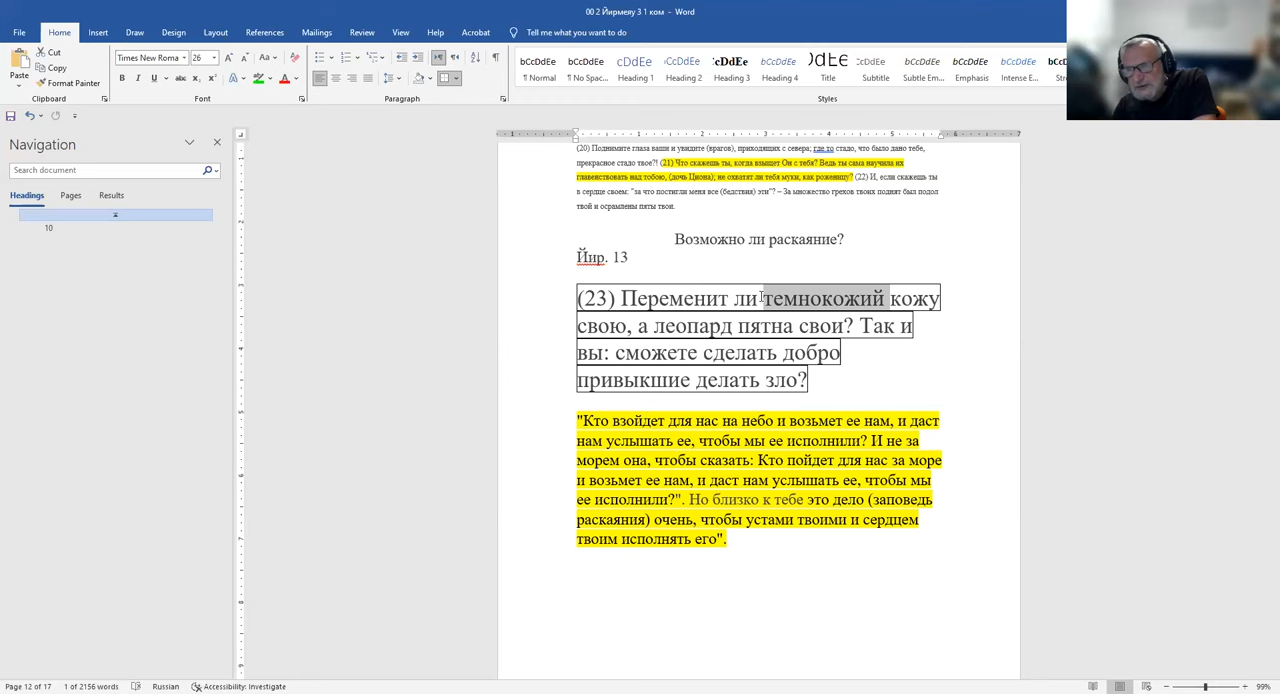 00 2 Йирмеяу 3 1 ком - Word
File Home Insert Draw Design Layout References Mailings Review View Help Acrobat Tell me what you want to do
Paste
Cut
Copy
Format Painter
Clipboard
Times New Roma 26
B I U abc
Font
Paragraph
¶ Normal
¶ No Spac...
Heading 1
Heading 2
Heading 3
Heading 4
Title
Subtitle
Subtle Em...
Emphasis
Intense E...
Styles
Navigation
Search document
Headings Pages Results
10
(20) Поднимите глаза ваши и увидите (врагов), приходящих с севера; где то стадо, что было дано тебе,
прекрасное стадо твое?! (21) Что скажешь ты, когда взыщет Он с тебя? Ведь ты сама научила их
главенствовать над тобою, (дочь Циона); не охватят ли тебя муки, как роженицу? (22) И, если скажешь ты
в сердце своем: "за что постигли меня все (бедствия) эти"? – За множество грехов твоих поднят был подол
твой и осрамлены пяты твои.
Возможно ли раскаяние?
Йир. 13
(23) Переменит ли темнокожий кожу
свою, а леопард пятна свои? Так и
вы: сможете сделать добро
привыкшие делать зло?
"Кто взойдет для нас на небо и возьмет ее нам, и даст
нам услышать ее, чтобы мы ее исполнили? И не за
морем она, чтобы сказать: Кто пойдет для нас за море
и возьмет ее нам, и даст нам услышать ее, чтобы мы
ее исполнили?". Но близко к тебе это дело (заповедь
раскаяния) очень, чтобы устами твоими и сердцем
твоим исполнять его".
Page 12 of 17 1 of 2156 words Russian Accessibility: Investigate 99%